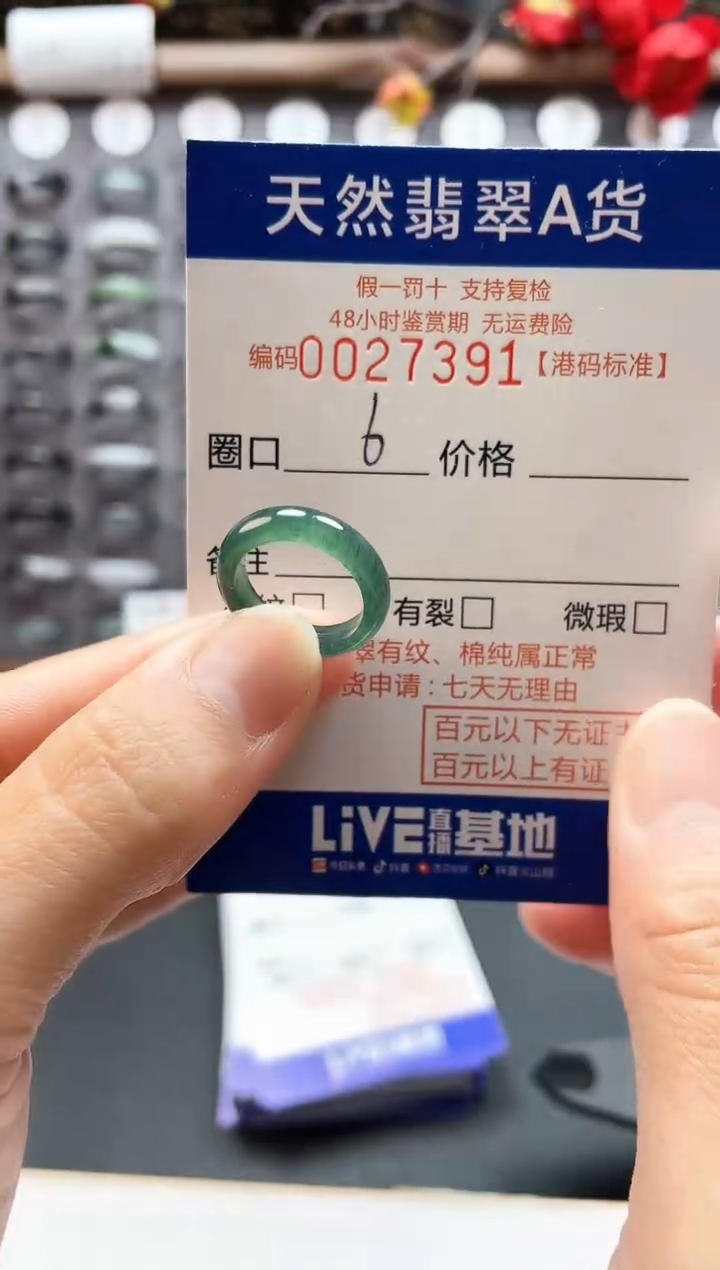 天然翡翠A货
假一罚十 支持复检
48小时鉴赏期 无运费险
编码0027391【港码标准】
圈口 6 价格
备注
有裂 微瑕
翠有纹、棉纯属正常
货申请：七天无理由
百元以下无证
百元以上有证
LiVE直播基地